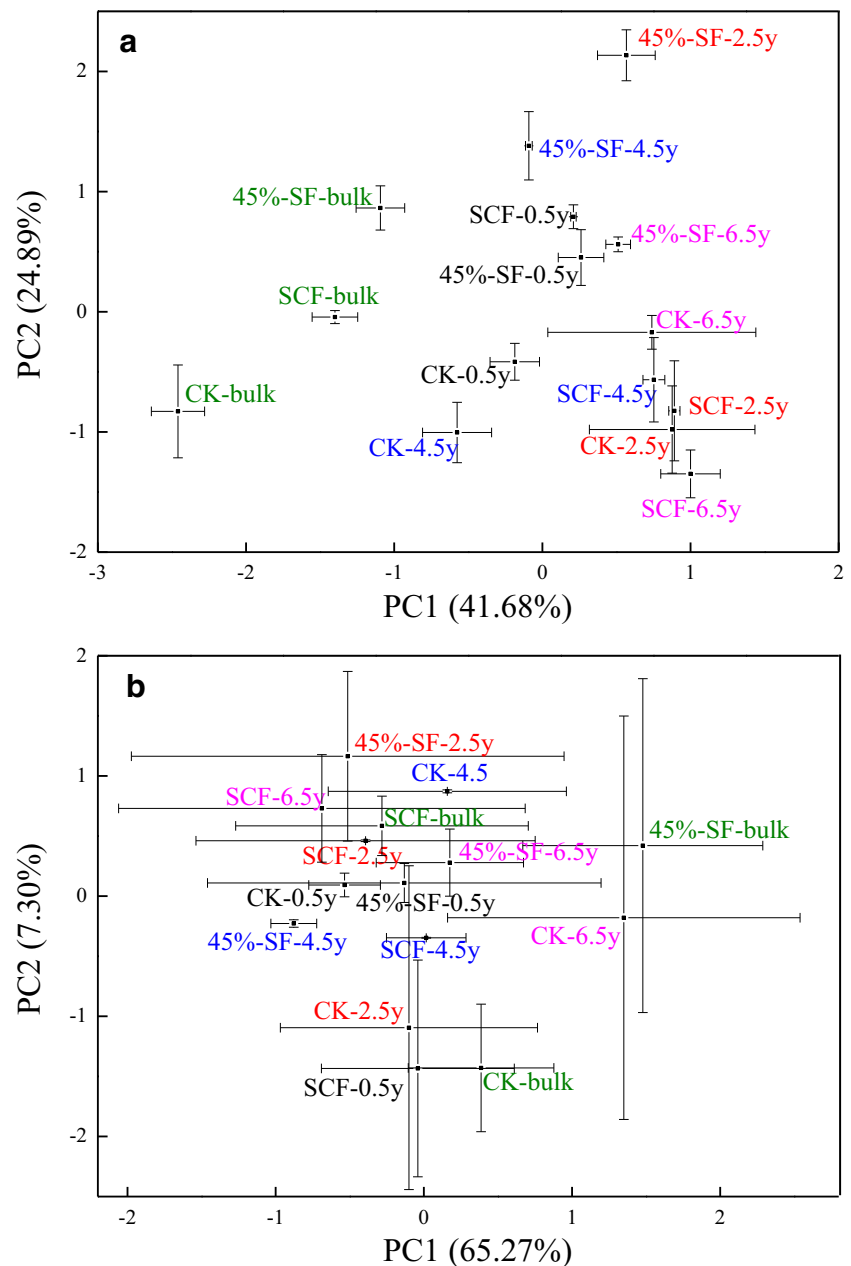 a
2
1
0
-1
-2
PC2 (24.89%)
45%-SF-2.5y
45%-SF-4.5y
45%-SF-bulk
SCF-0.5y
45%-SF-6.5y
45%-SF-0.5y
SCF-bulk
CK-6.5y
CK-0.5y
SCF-4.5y
CK-bulk
SCF-2.5y
CK-4.5y
CK-2.5y
SCF-6.5y
-3
-2
-1
0
1
2
PC1 (41.68%)
b
2
1
0
-1
-2
PC2 (7.30%)
45%-SF-2.5y
CK-4.5
SCF-6.5y
SCF-bulk
45%-SF-bulk
SCF-2.5y
45%-SF-6.5y
CK-0.5y
45%-SF-0.5y
45%-SF-4.5y
SCF-4.5y
CK-6.5y
CK-2.5y
SCF-0.5y
CK-bulk
-2
-1
0
1
2
PC1 (65.27%)